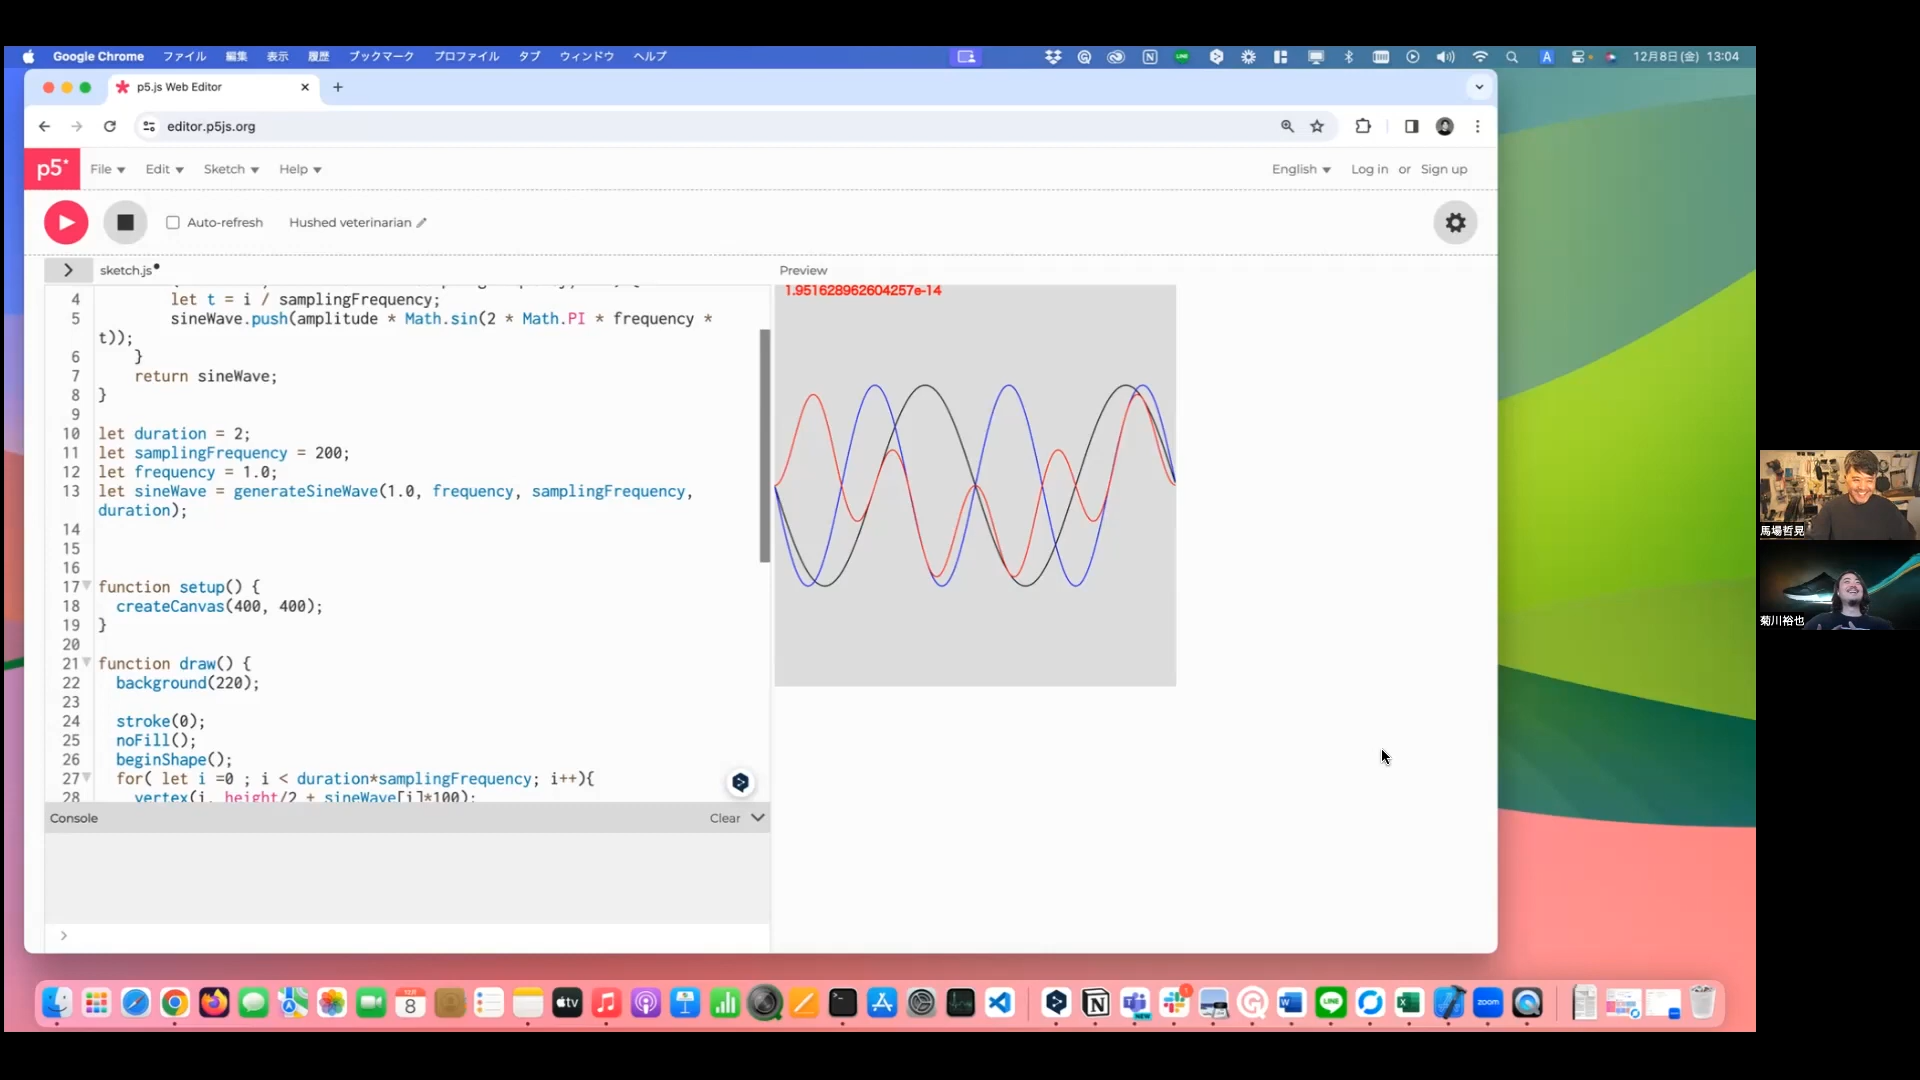 Google Chrome ファイル 編集 表示 履歴 ブックマーク プロファイル タブ ウィンドウ ヘルプ
LINE A 12月8日(金) 13:04
p5.js Web Editor
editor.p5js.org
p5* File Edit Sketch Help English Log in or Sign up
Auto-refresh Hushed veterinarian
sketch.js
Preview
4 let t = i / samplingFrequency;
5 sineWave.push(amplitude * Math.sin(2 * Math.PI * frequency *
t));
6 }
7 return sineWave;
8 }
9
10 let duration = 2;
11 let samplingFrequency = 200;
12 let frequency = 1.0;
13 let sineWave = generateSineWave(1.0, frequency, samplingFrequency,
duration);
14
15
16
17 function setup() {
18 createCanvas(400, 400);
19 }
20
21 function draw() {
22 background(220);
23
24 stroke(0);
25 noFill();
26 beginShape();
27 for( let i =0 ; i < duration*samplingFrequency; i++){
28 vertex(i, height/2 + sineWave[i]*100);
1.951628962604257e-14
Console
Clear
>
馬場哲晃
菊川裕也
8
tv
NEW
1
LINE
zoom